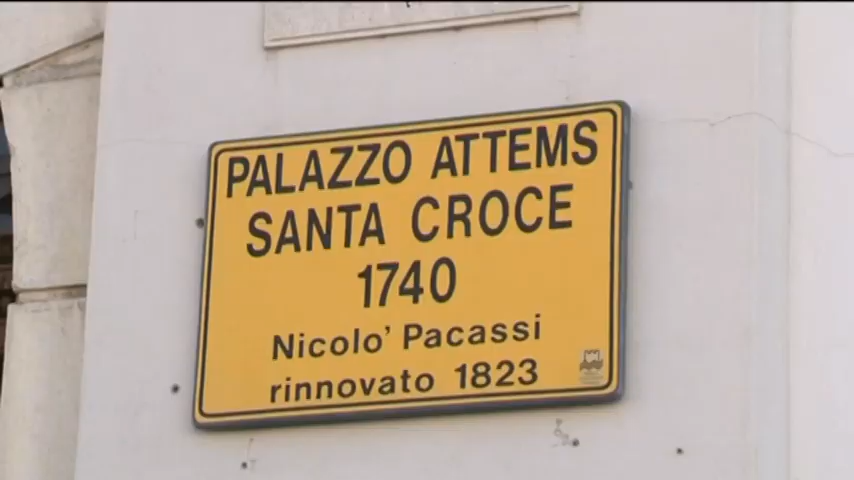 PALAZZO ATTEMS
SANTA CROCE
1740
Nicolo' Pacassi
rinnovato 1823